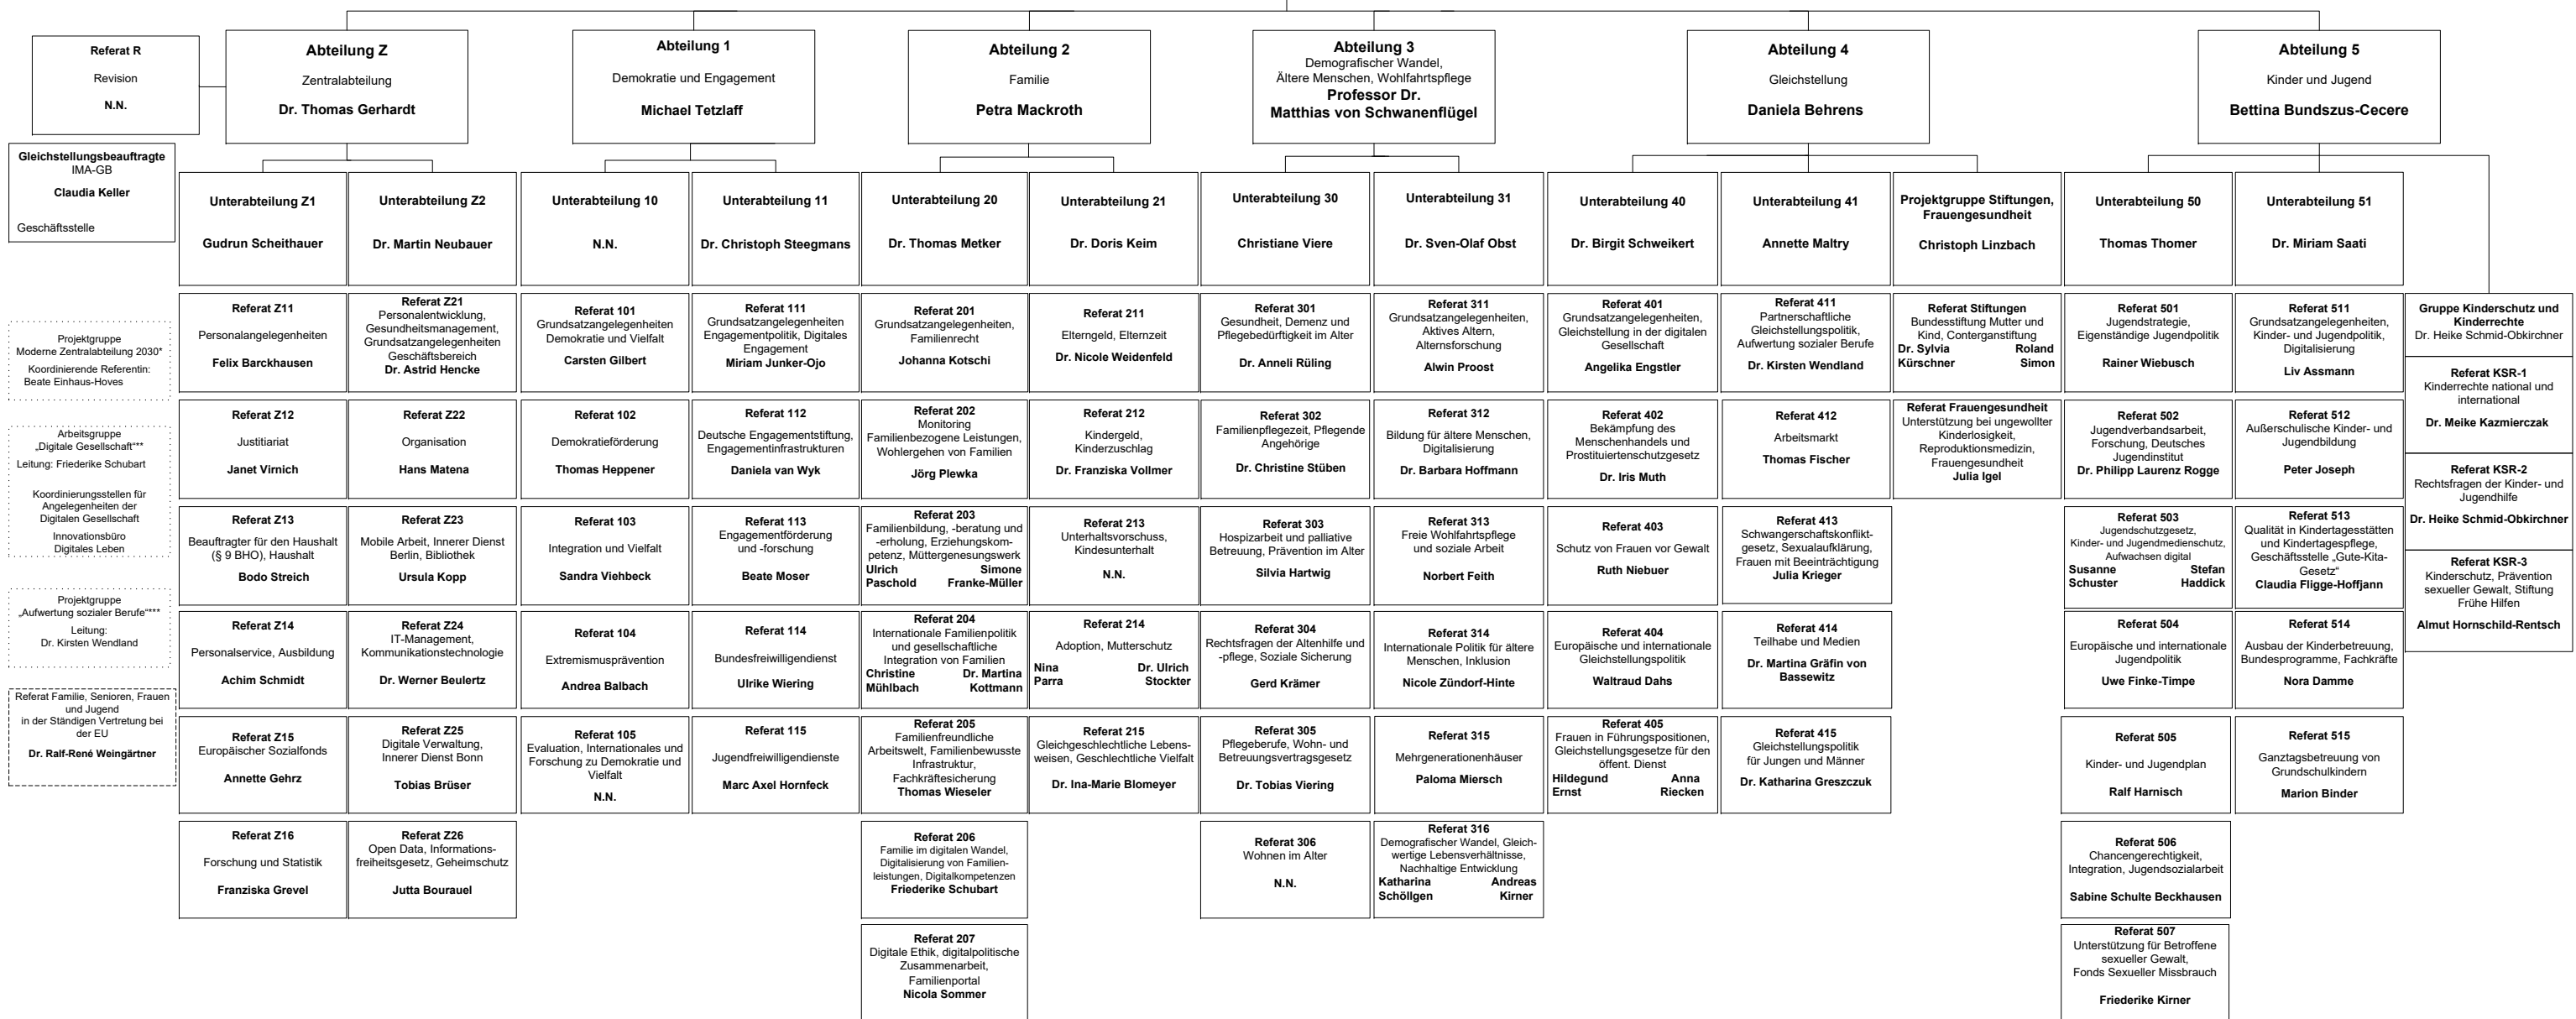 Referat R
Revision
N.N.
Abteilung Z
Zentralabteilung
Dr. Thomas Gerhardt
Abteilung 1
Demokratie und Engagement
Michael Tetzlaff
Abteilung 2
Familie
Petra Mackroth
Abteilung 3
Demografischer Wandel,
Ältere Menschen, Wohlfahrtspflege
Professor Dr.
Matthias von Schwanenflügel
Abteilung 4
Gleichstellung
Daniela Behrens
Abteilung 5
Kinder und Jugend
Bettina Bundszus-Cecere
Gleichstellungsbeauftragte
IMA-GB
Claudia Keller
Geschäftsstelle
Unterabteilung Z1
Gudrun Scheithauer
Unterabteilung Z2
Dr. Martin Neubauer
Unterabteilung 10
N.N.
Unterabteilung 11
Dr. Christoph Steegmans
Unterabteilung 20
Dr. Thomas Metker
Unterabteilung 21
Dr. Doris Keim
Unterabteilung 30
Christiane Viere
Unterabteilung 31
Dr. Sven-Olaf Obst
Unterabteilung 40
Dr. Birgit Schweikert
Unterabteilung 41
Annette Maltry
Projektgruppe Stiftungen,
Frauengesundheit
Christoph Linzbach
Unterabteilung 50
Thomas Thomer
Unterabteilung 51
Dr. Miriam Saati
Projektgruppe
Moderne Zentralabteilung 2030*
Koordinierende Referentin:
Beate Einhaus-Hoves
Arbeitsgruppe
„Digitale Gesellschaft"**
Leitung: Friederike Schubart
Koordinierungsstellen für
Angelegenheiten der
Digitalen Gesellschaft
Innovationsbüro
Digitales Leben
Projektgruppe
„Aufwertung sozialer Berufe"***
Leitung:
Dr. Kirsten Wendland
Referat Familie, Senioren, Frauen
und Jugend
in der Ständigen Vertretung bei
der EU
Dr. Ralf-René Weingärtner
Referat Z11
Personalangelegenheiten
Felix Barckhausen
Referat Z21
Personalentwicklung,
Gesundheitsmanagement,
Grundsatzangelegenheiten
Geschäftsbereich
Dr. Astrid Hencke
Referat 101
Grundsatzangelegenheiten
Demokratie und Vielfalt
Carsten Gilbert
Referat 111
Grundsatzangelegenheiten
Engagementpolitik, Digitales
Engagement
Miriam Junker-Ojo
Referat 201
Grundsatzangelegenheiten,
Familienrecht
Johanna Kotschi
Referat 211
Elterngeld, Elternzeit
Dr. Nicole Weidenfeld
Referat 301
Gesundheit, Demenz und
Pflegebedürftigkeit im Alter
Dr. Anneli Rüling
Referat 311
Grundsatzangelegenheiten,
Aktives Altern,
Alternsforschung
Alwin Proost
Referat 401
Grundsatzangelegenheiten,
Gleichstellung in der digitalen
Gesellschaft
Angelika Engstler
Referat 411
Partnerschaftliche
Gleichstellungspolitik,
Aufwertung sozialer Berufe
Dr. Kirsten Wendland
Referat Stiftungen
Bundesstiftung Mutter und
Kind, Conterganstiftung
Dr. Sylvia Roland
Kürschner Simon
Referat 501
Jugendstrategie,
Eigenständige Jugendpolitik
Rainer Wiebusch
Referat 511
Grundsatzangelegenheiten,
Kinder- und Jugendpolitik,
Digitalisierung
Liv Assmann
Gruppe Kinderschutz und
Kinderrechte
Dr. Heike Schmid-Obkirchner
Referat KSR-1
Kinderrechte national und
international
Dr. Meike Kazmierczak
Referat KSR-2
Rechtsfragen der Kinder- und
Jugendhilfe
Dr. Heike Schmid-Obkirchner
Referat KSR-3
Kinderschutz, Prävention
sexueller Gewalt, Stiftung
Frühe Hilfen
Almut Hornschild-Rentsch
Referat Z12
Justitiariat
Janet Virnich
Referat Z22
Organisation
Hans Matena
Referat 102
Demokratieförderung
Thomas Heppener
Referat 112
Deutsche Engagementstiftung,
Engagementinfrastrukturen
Daniela van Wyk
Referat 202
Monitoring
Familienbezogene Leistungen,
Wohlergehen von Familien
Jörg Plewka
Referat 212
Kindergeld,
Kinderzuschlag
Dr. Franziska Vollmer
Referat 302
Familienpflegezeit, Pflegende
Angehörige
Dr. Christine Stüben
Referat 312
Bildung für ältere Menschen,
Digitalisierung
Dr. Barbara Hoffmann
Referat 402
Bekämpfung des
Menschenhandels und
Prostituiertenschutzgesetz
Dr. Iris Muth
Referat 412
Arbeitsmarkt
Thomas Fischer
Referat Frauengesundheit
Unterstützung bei ungewollter
Kinderlosigkeit,
Reproduktionsmedizin,
Frauengesundheit
Julia Igel
Referat 502
Jugendverbandsarbeit,
Forschung, Deutsches
Jugendinstitut
Dr. Philipp Laurenz Rogge
Referat 512
Außerschulische Kinder- und
Jugendbildung
Peter Joseph
Referat Z13
Beauftragter für den Haushalt
(§ 9 BHO), Haushalt
Bodo Streich
Referat Z23
Mobile Arbeit, Innerer Dienst
Berlin, Bibliothek
Ursula Kopp
Referat 103
Integration und Vielfalt
Sandra Viehbeck
Referat 113
Engagementförderung
und -forschung
Beate Moser
Referat 203
Familienbildung, -beratung und
-erholung, Erziehungskom-
petenz, Müttergenesungswerk
Ulrich Simone
Paschold Franke-Müller
Referat 213
Unterhaltsvorschuss,
Kindesunterhalt
N.N.
Referat 303
Hospizarbeit und palliative
Betreuung, Prävention im Alter
Silvia Hartwig
Referat 313
Freie Wohlfahrtspflege
und soziale Arbeit
Norbert Feith
Referat 403
Schutz von Frauen vor Gewalt
Ruth Niebuer
Referat 413
Schwangerschaftskonflikt-
gesetz, Sexualaufklärung,
Frauen mit Beeinträchtigung
Julia Krieger
Referat 503
Jugendschutzgesetz,
Kinder- und Jugendmedienschutz,
Aufwachsen digital
Susanne Stefan
Schuster Haddick
Referat 513
Qualität in Kindertagesstätten
und Kindertagespflege,
Geschäftsstelle „Gute-Kita-
Gesetz“
Claudia Fligge-Hoffjann
Referat Z14
Personalservice, Ausbildung
Achim Schmidt
Referat Z24
IT-Management,
Kommunikationstechnologie
Dr. Werner Beulertz
Referat 104
Extremismusprävention
Andrea Balbach
Referat 114
Bundesfreiwilligendienst
Ulrike Wiering
Referat 204
Internationale Familienpolitik
und gesellschaftliche
Integration von Familien
Christine Dr. Martina
Mühlbach Kottmann
Referat 214
Adoption, Mutterschutz
Nina Dr. Ulrich
Parra Stockter
Referat 304
Rechtsfragen der Altenhilfe und
-pflege, Soziale Sicherung
Gerd Krämer
Referat 314
Internationale Politik für ältere
Menschen, Inklusion
Nicole Zündorf-Hinte
Referat 404
Europäische und internationale
Gleichstellungspolitik
Waltraud Dahs
Referat 414
Teilhabe und Medien
Dr. Martina Gräfin von
Bassewitz
Referat 504
Europäische und internationale
Jugendpolitik
Uwe Finke-Timpe
Referat 514
Ausbau der Kinderbetreuung,
Bundesprogramme, Fachkräfte
Nora Damme
Referat Z15
Europäischer Sozialfonds
Annette Gehrz
Referat Z25
Digitale Verwaltung,
Innerer Dienst Bonn
Tobias Brüser
Referat 105
Evaluation, Internationales und
Forschung zu Demokratie und
Vielfalt
N.N.
Referat 115
Jugendfreiwilligendienste
Marc Axel Hornfeck
Referat 205
Familienfreundliche
Arbeitswelt, Familienbewusste
Infrastruktur,
Fachkräftesicherung
Thomas Wieseler
Referat 215
Gleichgeschlechtliche Lebens-
weisen, Geschlechtliche Vielfalt
Dr. Ina-Marie Blomeyer
Referat 305
Pflegeberufe, Wohn- und
Betreuungsvertragsgesetz
Dr. Tobias Viering
Referat 315
Mehrgenerationenhäuser
Paloma Miersch
Referat 405
Frauen in Führungspositionen,
Gleichstellungsgesetze für den
öffent. Dienst
Hildegund Anna
Ernst Riecken
Referat 415
Gleichstellungspolitik
für Jungen und Männer
Dr. Katharina Greszczuk
Referat 505
Kinder- und Jugendplan
Ralf Harnisch
Referat 515
Ganztagsbetreuung von
Grundschulkindern
Marion Binder
Referat Z16
Forschung und Statistik
Franziska Grevel
Referat Z26
Open Data, Informations-
freiheitsgesetz, Geheimschutz
Jutta Bourauel
Referat 206
Familie im digitalen Wandel,
Digitalisierung von Familien-
leistungen, Digitalkompetenzen
Friederike Schubart
Referat 306
Wohnen im Alter
N.N.
Referat 316
Demografischer Wandel, Gleich-
wertige Lebensverhältnisse,
Nachhaltige Entwicklung
Katharina Andreas
Schöllgen Kirner
Referat 506
Chancengerechtigkeit,
Integration, Jugendsozialarbeit
Sabine Schulte Beckhausen
Referat 207
Digitale Ethik, digitalpolitische
Zusammenarbeit,
Familienportal
Nicola Sommer
Referat 507
Unterstützung für Betroffene
sexueller Gewalt,
Fonds Sexueller Missbrauch
Friederike Kirner